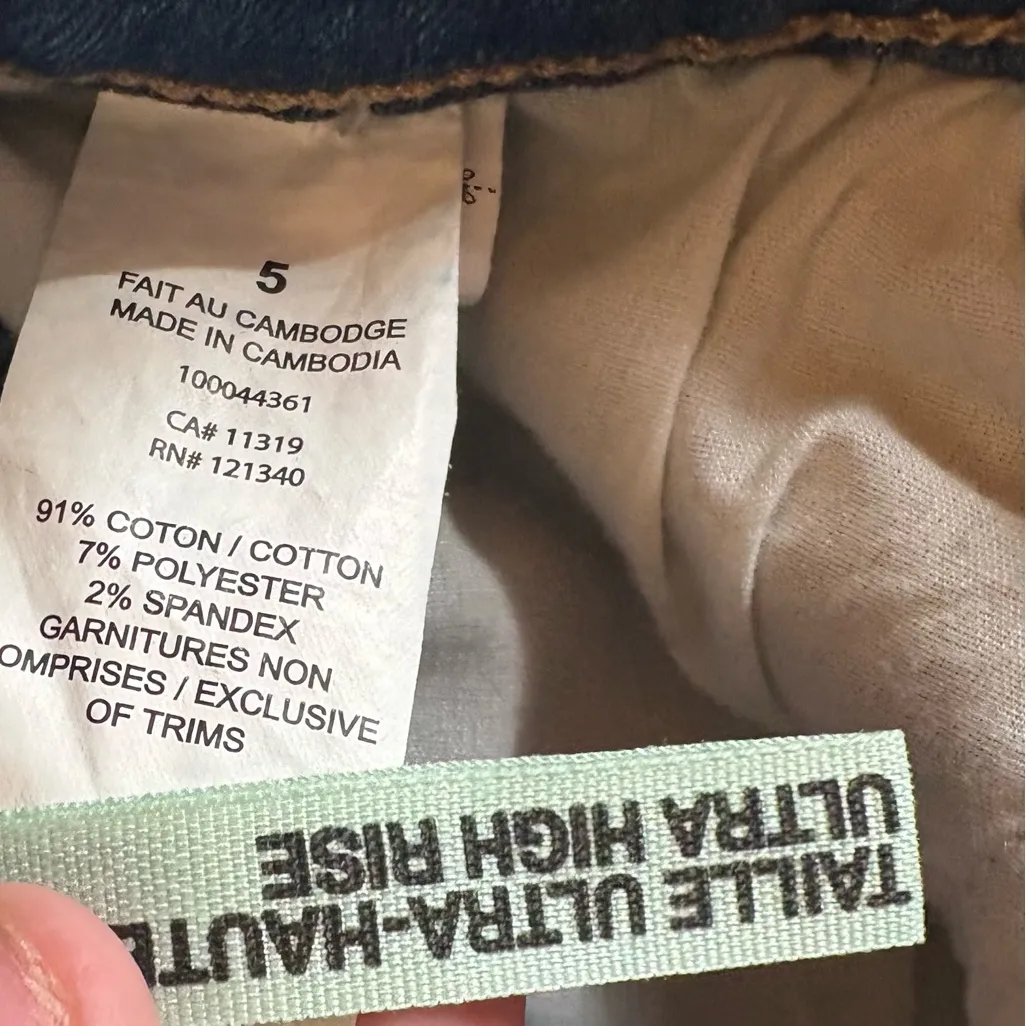 5
FAIT AU CAMBODGE
MADE IN CAMBODIA
100044361
CA# 11319
RN# 121340
91% COTON / COTTON
7% POLYESTER
2% SPANDEX
GARNITURES NON
OMPRISES / EXCLUSIVE
OF TRIMS
TAILLE ULTRA-HAUTE
ULTRA HIGH RISE